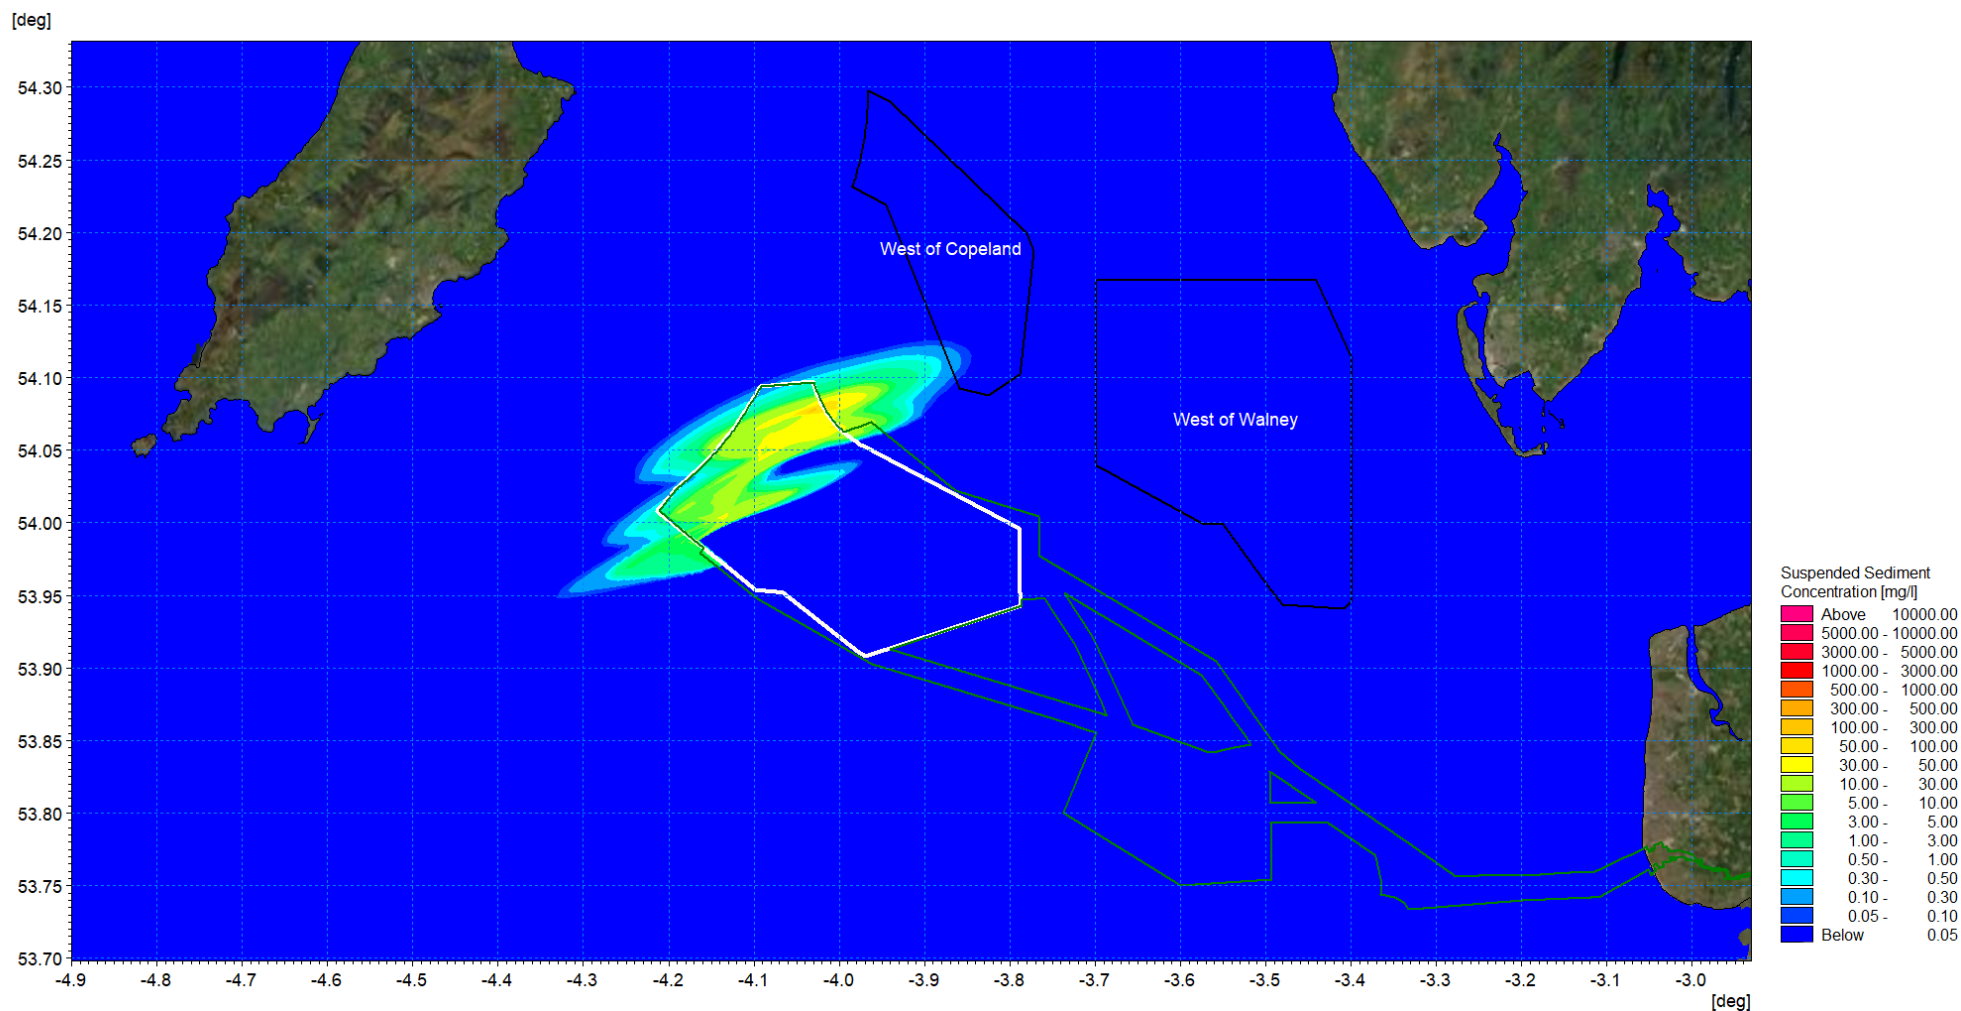 [deg]
54.30
54.25
54.20
54.15
54.10
54.05
54.00
53.95
53.90
53.85
53.80
53.75
53.70
West of Copeland
West of Walney
-4.9 -4.8 -4.7 -4.6 -4.5 -4.4 -4.3 -4.2 -4.1 -4.0 -3.9 -3.8 -3.7 -3.6 -3.5 -3.4 -3.3 -3.2 -3.1 -3.0
[deg]
Suspended Sediment
Concentration [mg/l]
Above 10000.00
5000.00 - 10000.00
3000.00 - 5000.00
1000.00 - 3000.00
500.00 - 1000.00
300.00 - 500.00
100.00 - 300.00
50.00 - 100.00
30.00 - 50.00
10.00 - 30.00
5.00 - 10.00
3.00 - 5.00
1.00 - 3.00
0.50 - 1.00
0.30 - 0.50
0.10 - 0.30
0.05 - 0.10
Below 0.05